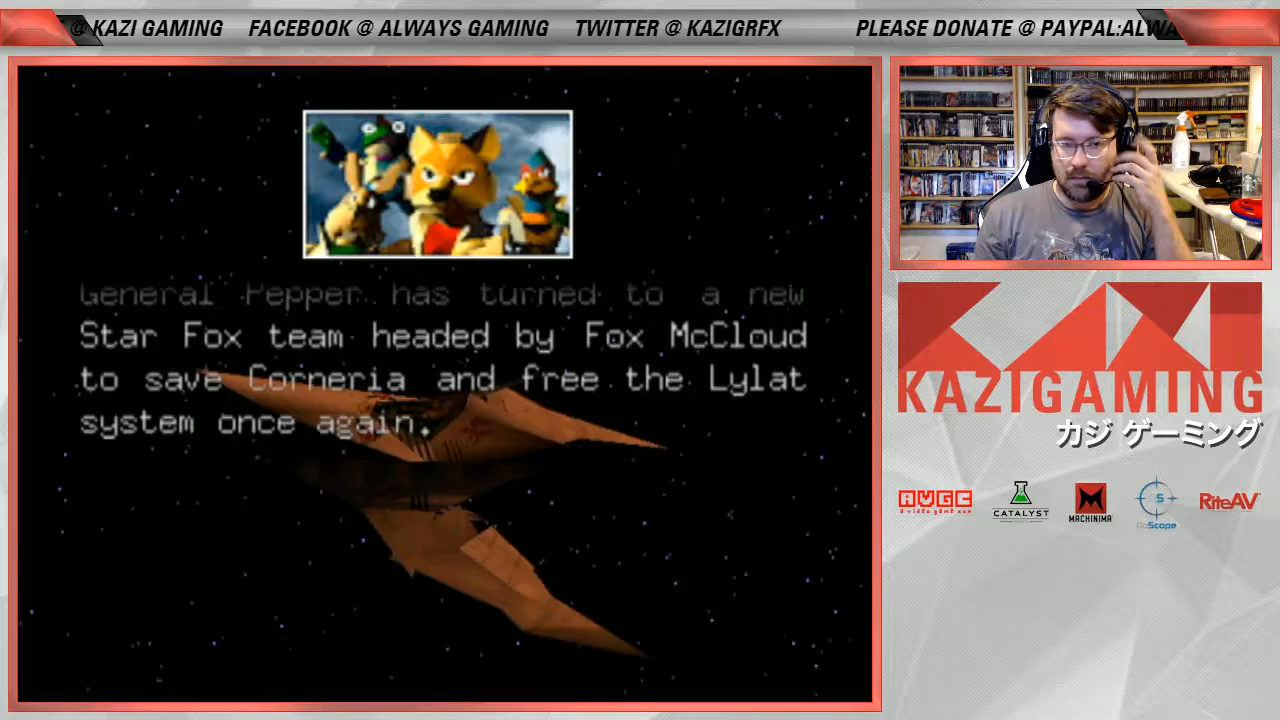 @ KAZI GAMING FACEBOOK @ ALWAYS GAMING TWITTER @ KAZIGRFX PLEASE DONATE @ PAYPAL:ALWA
General Pepper has turned to a new
Star Fox team headed by Fox McCloud
to save Corneria and free the Lylat
system once again.
KAZIGAMING
カジ ゲーミング
AVGC
CATALYST
MACHINIMA
RiteAV